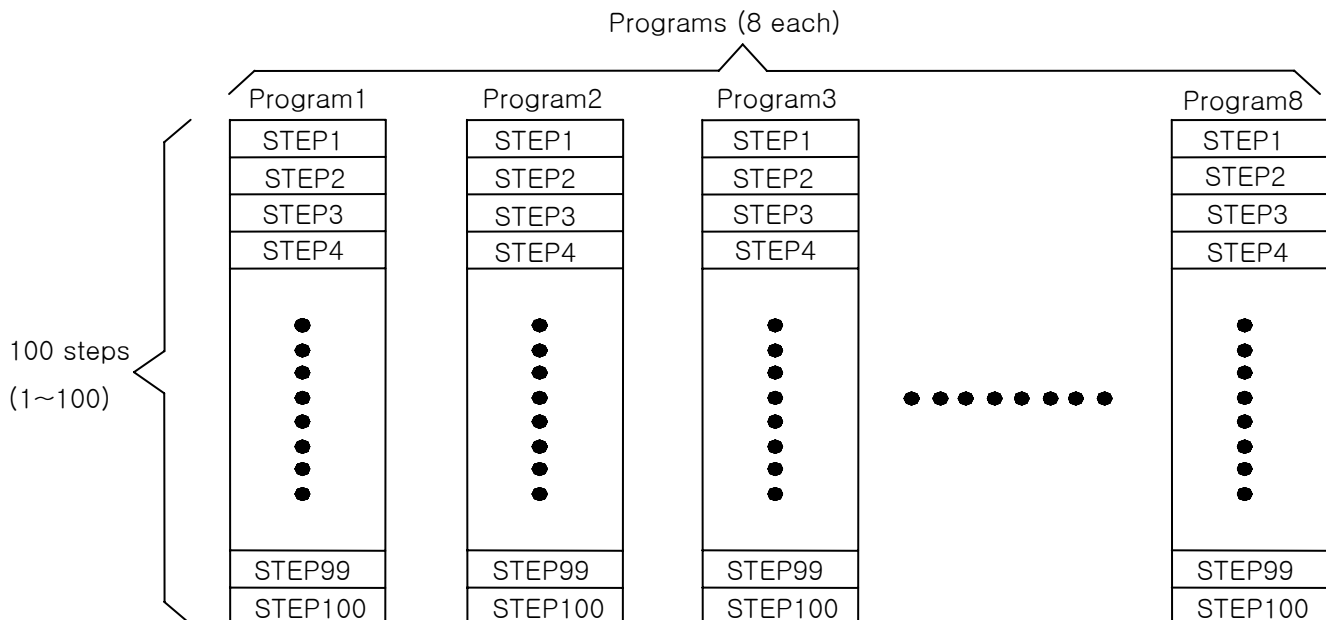 Programs (8 each)
Program1 Program2 Program3 Program8
STEP1 STEP1 STEP1 STEP1
STEP2 STEP2 STEP2 STEP2
STEP3 STEP3 STEP3 STEP3
STEP4 STEP4 STEP4 STEP4
100 steps
(1~100)
STEP99 STEP99 STEP99 STEP99
STEP100 STEP100 STEP100 STEP100